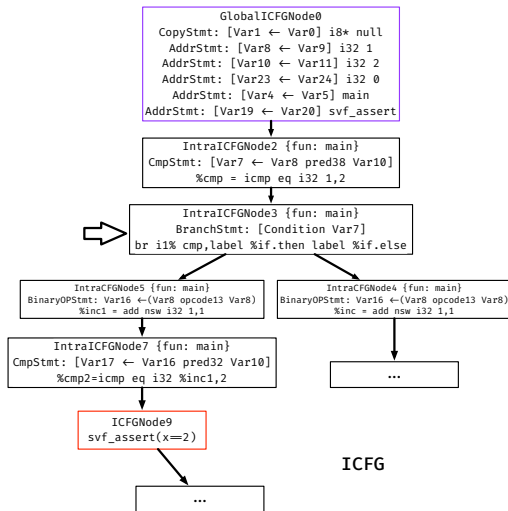 GlobalICFGNode0
CopyStmt: [Var1 ← Var0] i8* null
AddrStmt: [Var8 ← Var9] i32 1
AddrStmt: [Var10 ← Var11] i32 2
AddrStmt: [Var23 ← Var24] i32 0
AddrStmt: [Var4 ← Var5] main
AddrStmt: [Var19 ← Var20] svf_assert
IntraICFGNode2 {fun: main}
CmpStmt: [Var7 ← Var8 pred38 Var10]
%cmp = icmp eq i32 1,2
IntraICFGNode3 {fun: main}
BranchStmt: [Condition Var7]
br i1% cmp,label %if.then label %if.else
IntraCFGNode5 {fun: main}
BinaryOPStmt: Var16 ←(Var8 opcode13 Var8)
%inc1 = add nsw i32 1,1
IntraCFGNode4 {fun: main}
BinaryOPStmt: Var16 ←(Var8 opcode13 Var8)
%inc = add nsw i32 1,1
IntraICFGNode7 {fun: main}
CmpStmt: [Var17 ← Var16 pred32 Var10]
%cmp2=icmp eq i32 %inc1,2
...
ICFGNode9
svf_assert(x==2)
ICFG
...